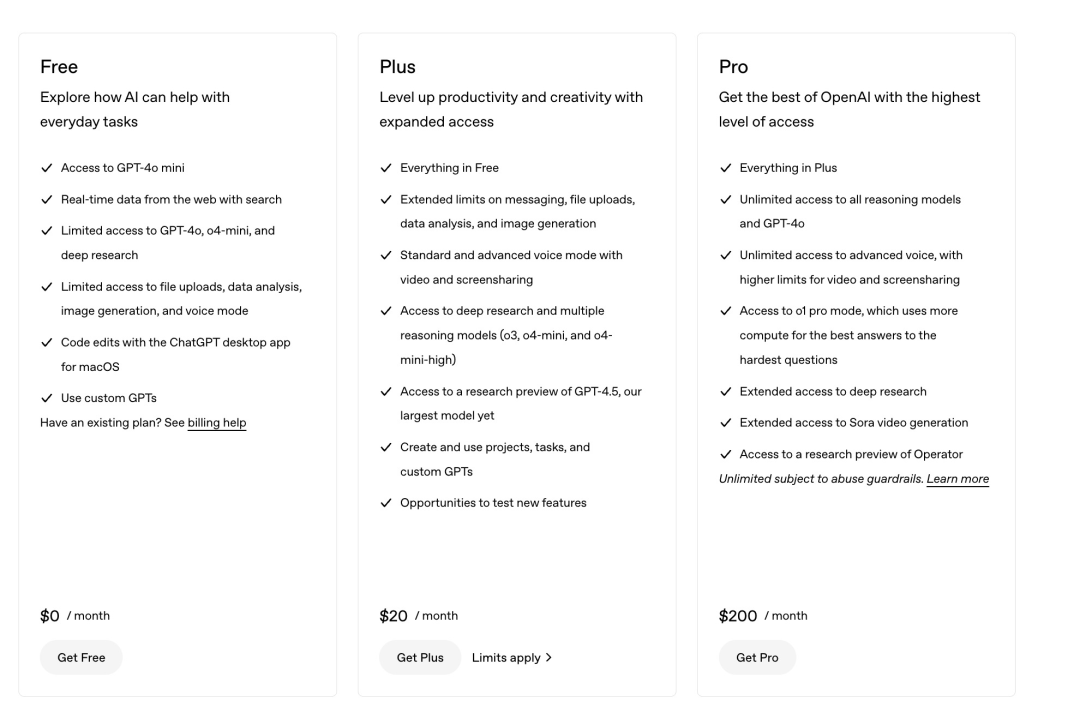 Free
Explore how AI can help with
everyday tasks
Access to GPT-4o mini
Real-time data from the web with search
Limited access to GPT-4o, o4-mini, and
deep research
Limited access to file uploads, data analysis,
image generation, and voice mode
Code edits with the ChatGPT desktop app
for macOS
Use custom GPTs
Have an existing plan? See billing help
$0 / month
Get Free
Plus
Level up productivity and creativity with
expanded access
Everything in Free
Extended limits on messaging, file uploads,
data analysis, and image generation
Standard and advanced voice mode with
video and screensharing
Access to deep research and multiple
reasoning models (o3, o4-mini, and o4-
mini-high)
Access to a research preview of GPT-4.5, our
largest model yet
Create and use projects, tasks, and
custom GPTs
Opportunities to test new features
$20 / month
Get Plus
Limits apply
Pro
Get the best of OpenAI with the highest
level of access
Everything in Plus
Unlimited access to all reasoning models
and GPT-4o
Unlimited access to advanced voice, with
higher limits for video and screensharing
Access to o1 pro mode, which uses more
compute for the best answers to the
hardest questions
Extended access to deep research
Extended access to Sora video generation
Access to a research preview of Operator
Unlimited subject to abuse guardrails. Learn more
$200 / month
Get Pro